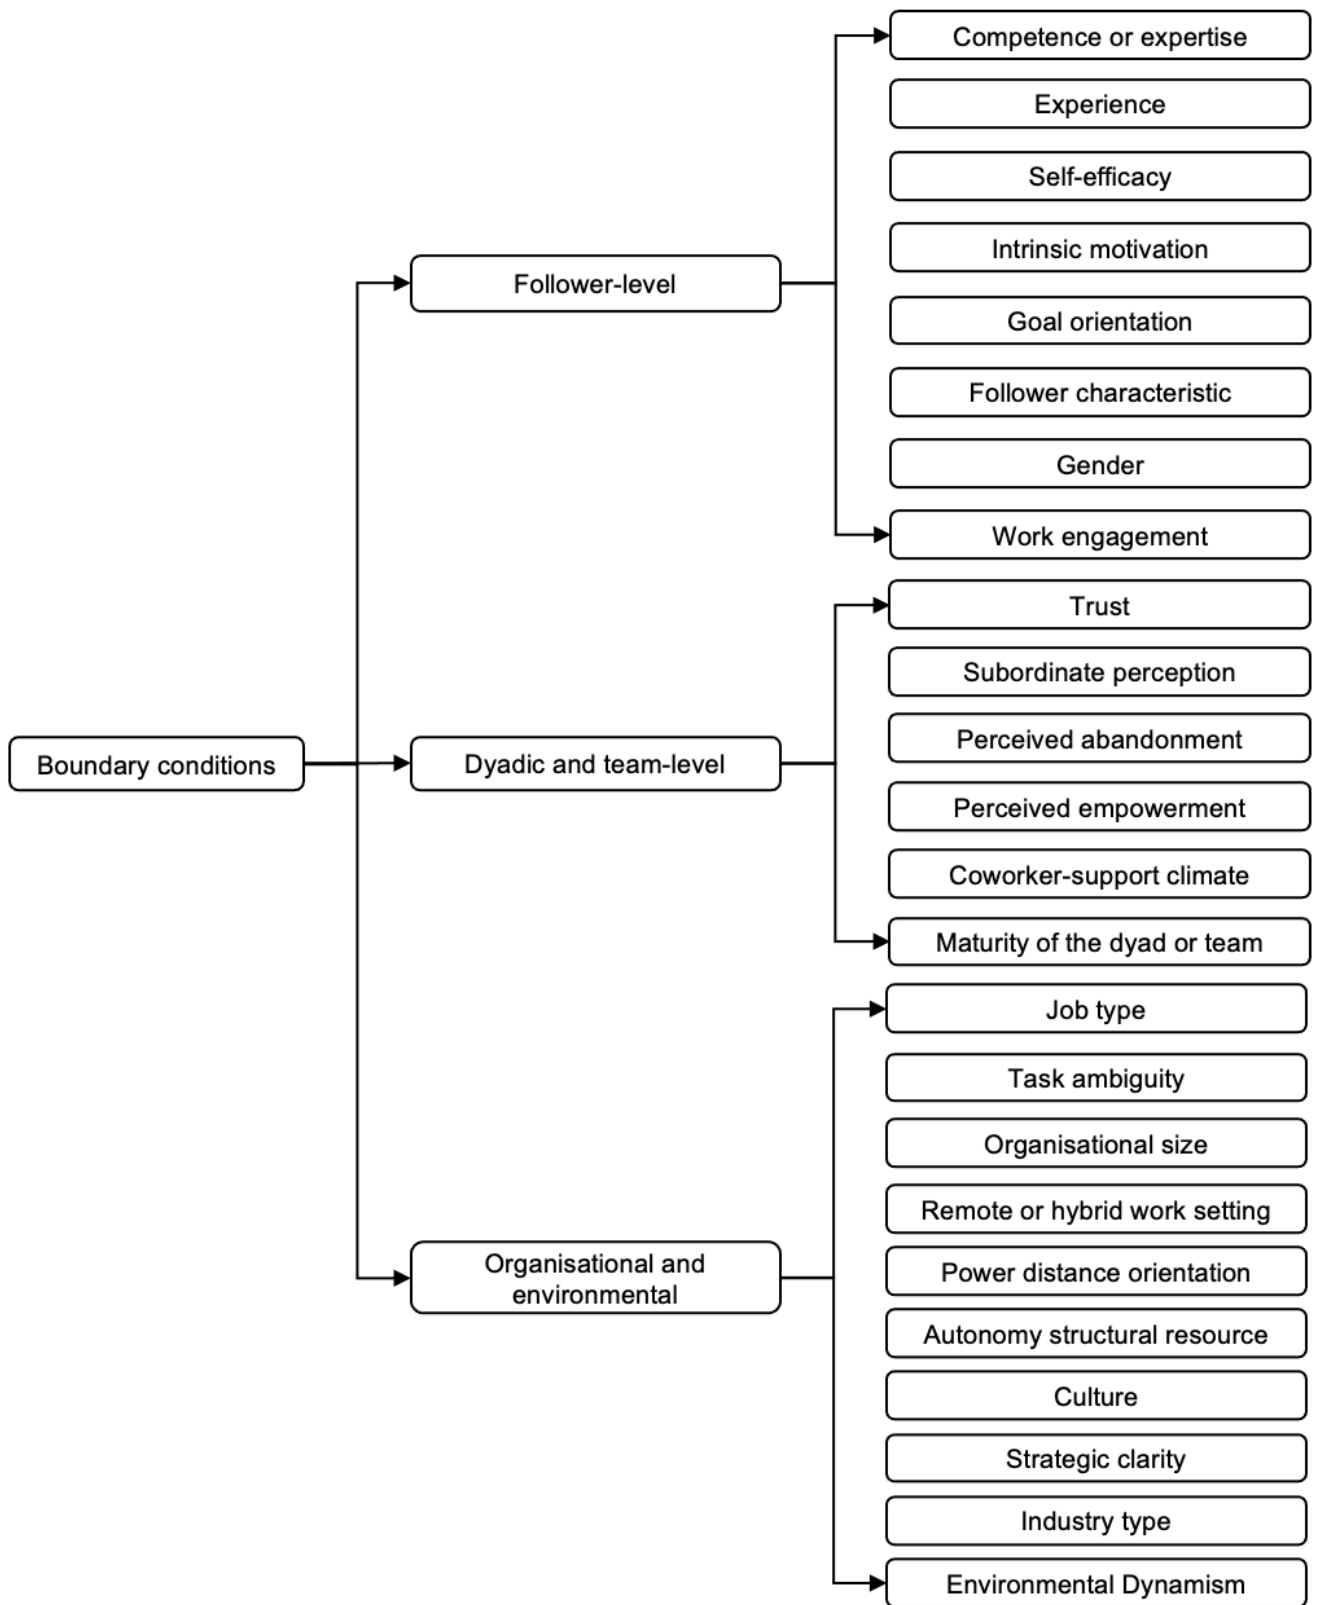 Boundary conditions
Follower-level
Competence or expertise
Experience
Self-efficacy
Intrinsic motivation
Goal orientation
Follower characteristic
Gender
Work engagement
Dyadic and team-level
Trust
Subordinate perception
Perceived abandonment
Perceived empowerment
Coworker-support climate
Maturity of the dyad or team
Organisational and
environmental
Job type
Task ambiguity
Organisational size
Remote or hybrid work setting
Power distance orientation
Autonomy structural resource
Culture
Strategic clarity
Industry type
Environmental Dynamism